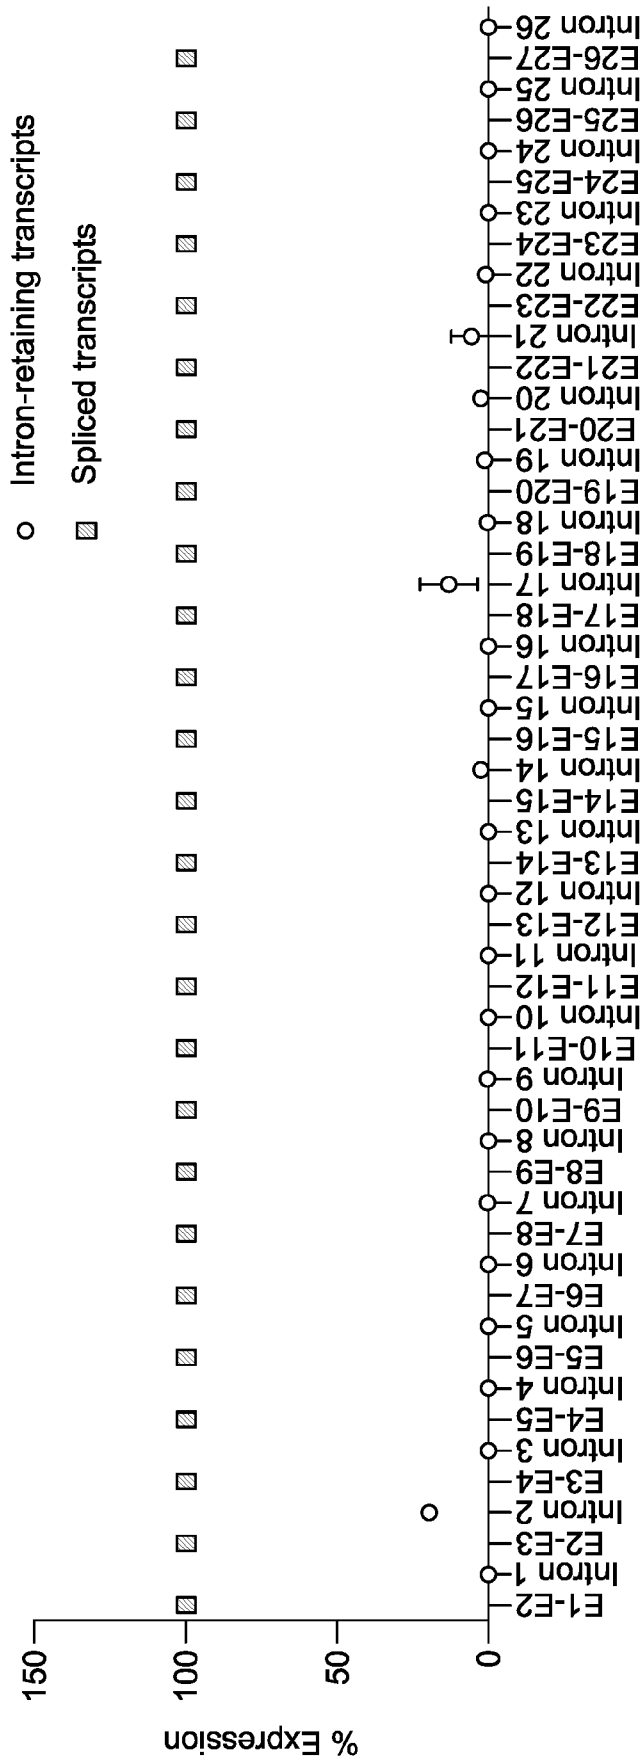 Intron-retaining transcripts
Spliced transcripts
% Expression
150
100
50
0
E1-E2
Intron 1
E2-E3
Intron 2
E3-E4
Intron 3
E4-E5
Intron 4
E5-E6
Intron 5
E6-E7
Intron 6
E7-E8
Intron 7
E8-E9
Intron 8
E9-E10
Intron 9
E10-E11
Intron 10
E11-E12
Intron 11
E12-E13
Intron 12
E13-E14
Intron 13
E14-E15
Intron 14
E15-E16
Intron 15
E16-E17
Intron 16
E17-E18
Intron 17
E18-E19
Intron 18
E19-E20
Intron 19
E20-E21
Intron 20
E21-E22
Intron 21
E22-E23
Intron 22
E23-E24
Intron 23
E24-E25
Intron 24
E25-E26
Intron 25
E26-E27
Intron 26